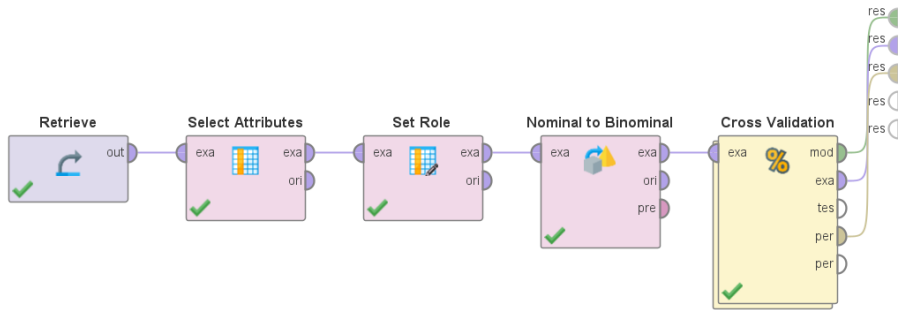 res
res
res
res
res
Retrieve
out
Select Attributes
exa
exa
ori
Set Role
exa
exa
ori
Nominal to Binominal
exa
exa
ori
pre
Cross Validation
%
exa
mod
exa
tes
per
per